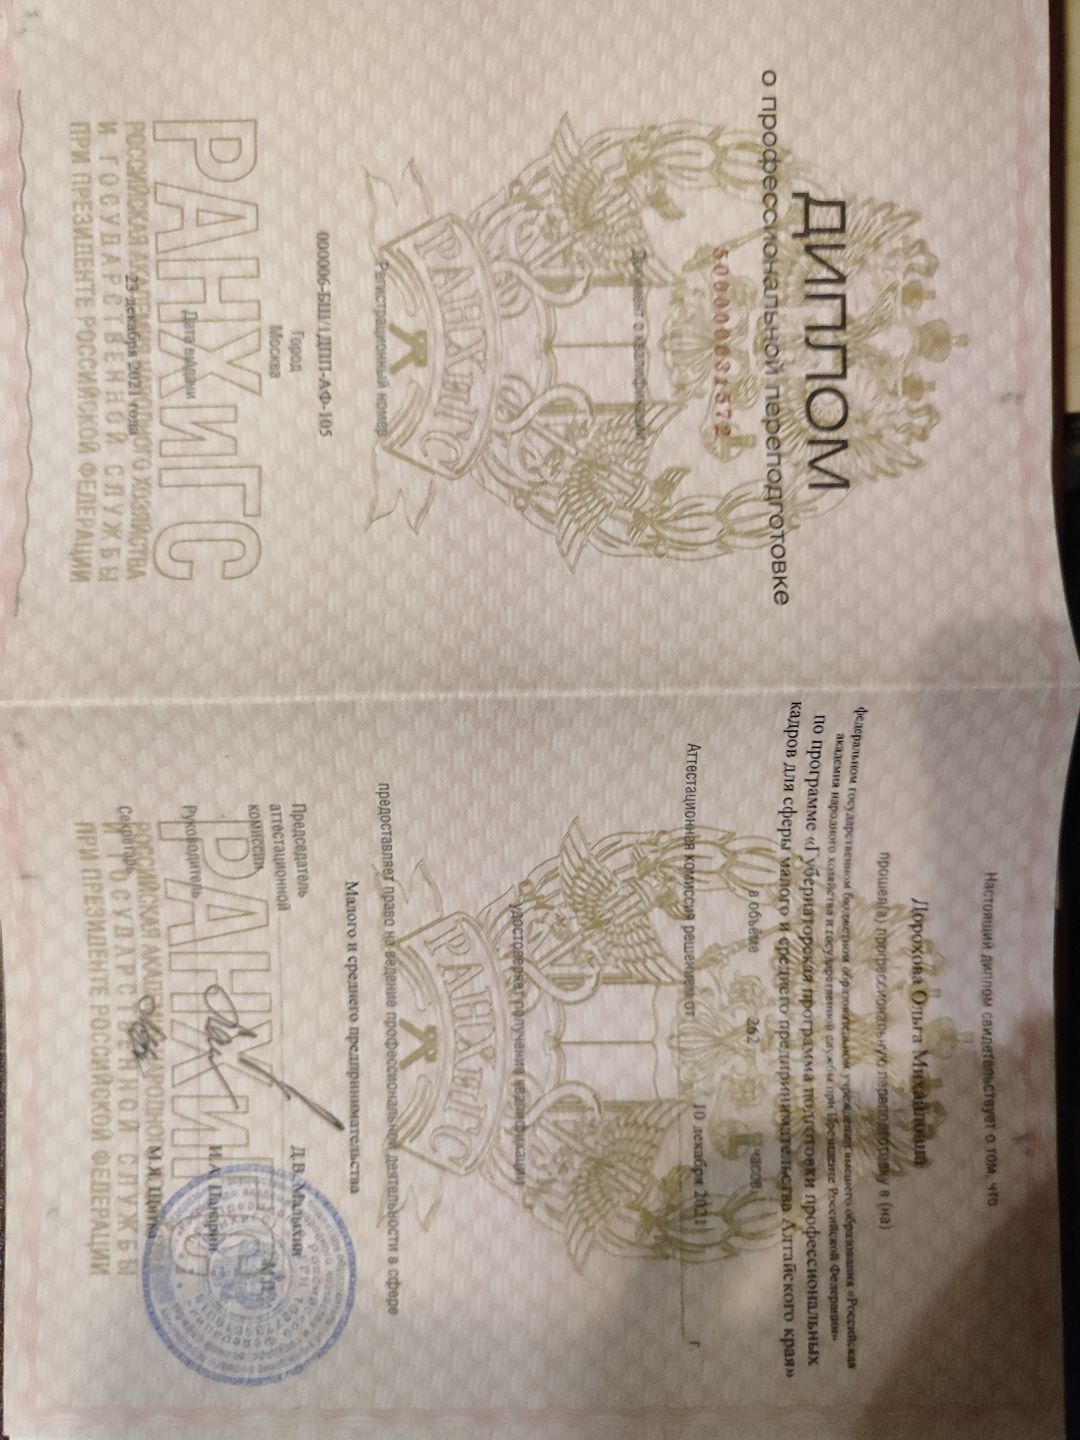 ДИПЛОМ
о профессиональной переподготовке
500000031572
Документ о квалификации
РАНХиГС
Регистрационный номер
000006-БШ/1ДПП-АФ-105
Город
Москва
Дата выдачи
23 декабря 2021 года
РАНХиГС
РОССИЙСКАЯ АКАДЕМИЯ НАРОДНОГО ХОЗЯЙСТВА
И ГОСУДАРСТВЕННОЙ СЛУЖБЫ
ПРИ ПРЕЗИДЕНТЕ РОССИЙСКОЙ ФЕДЕРАЦИИ
Настоящий диплом свидетельствует о том, что
Дорохова Ольга Михайловна
прошел(а) профессиональную переподготовку в (на)
федеральном государственном бюджетном образовательном учреждении высшего образования «Российская
академия народного хозяйства и государственной службы при Президенте Российской Федерации»
по программе «Губернаторская программа подготовки профессиональных
кадров для сферы малого и среднего предпринимательства Алтайского края»
в объеме 262 часов
Аттестационная комиссия решением от 10 декабря 2021 г
удостоверяет получение квалификации
РАНХиГС
предоставляет право на ведение профессиональной деятельности в сфере
Малого и среднего предпринимательства
Председатель
аттестационной
комиссии Д.В. Малыхин
М.П.
Руководитель И.А. Панарин
Секретарь М.Я.
РАНХиГС
РОССИЙСКАЯ АКАДЕМИЯ НАРОДНОГО
И ГОСУДАРСТВЕННОЙ СЛУЖБЫ
ПРИ ПРЕЗИДЕНТЕ РОССИЙСКОЙ ФЕДЕРАЦИИ